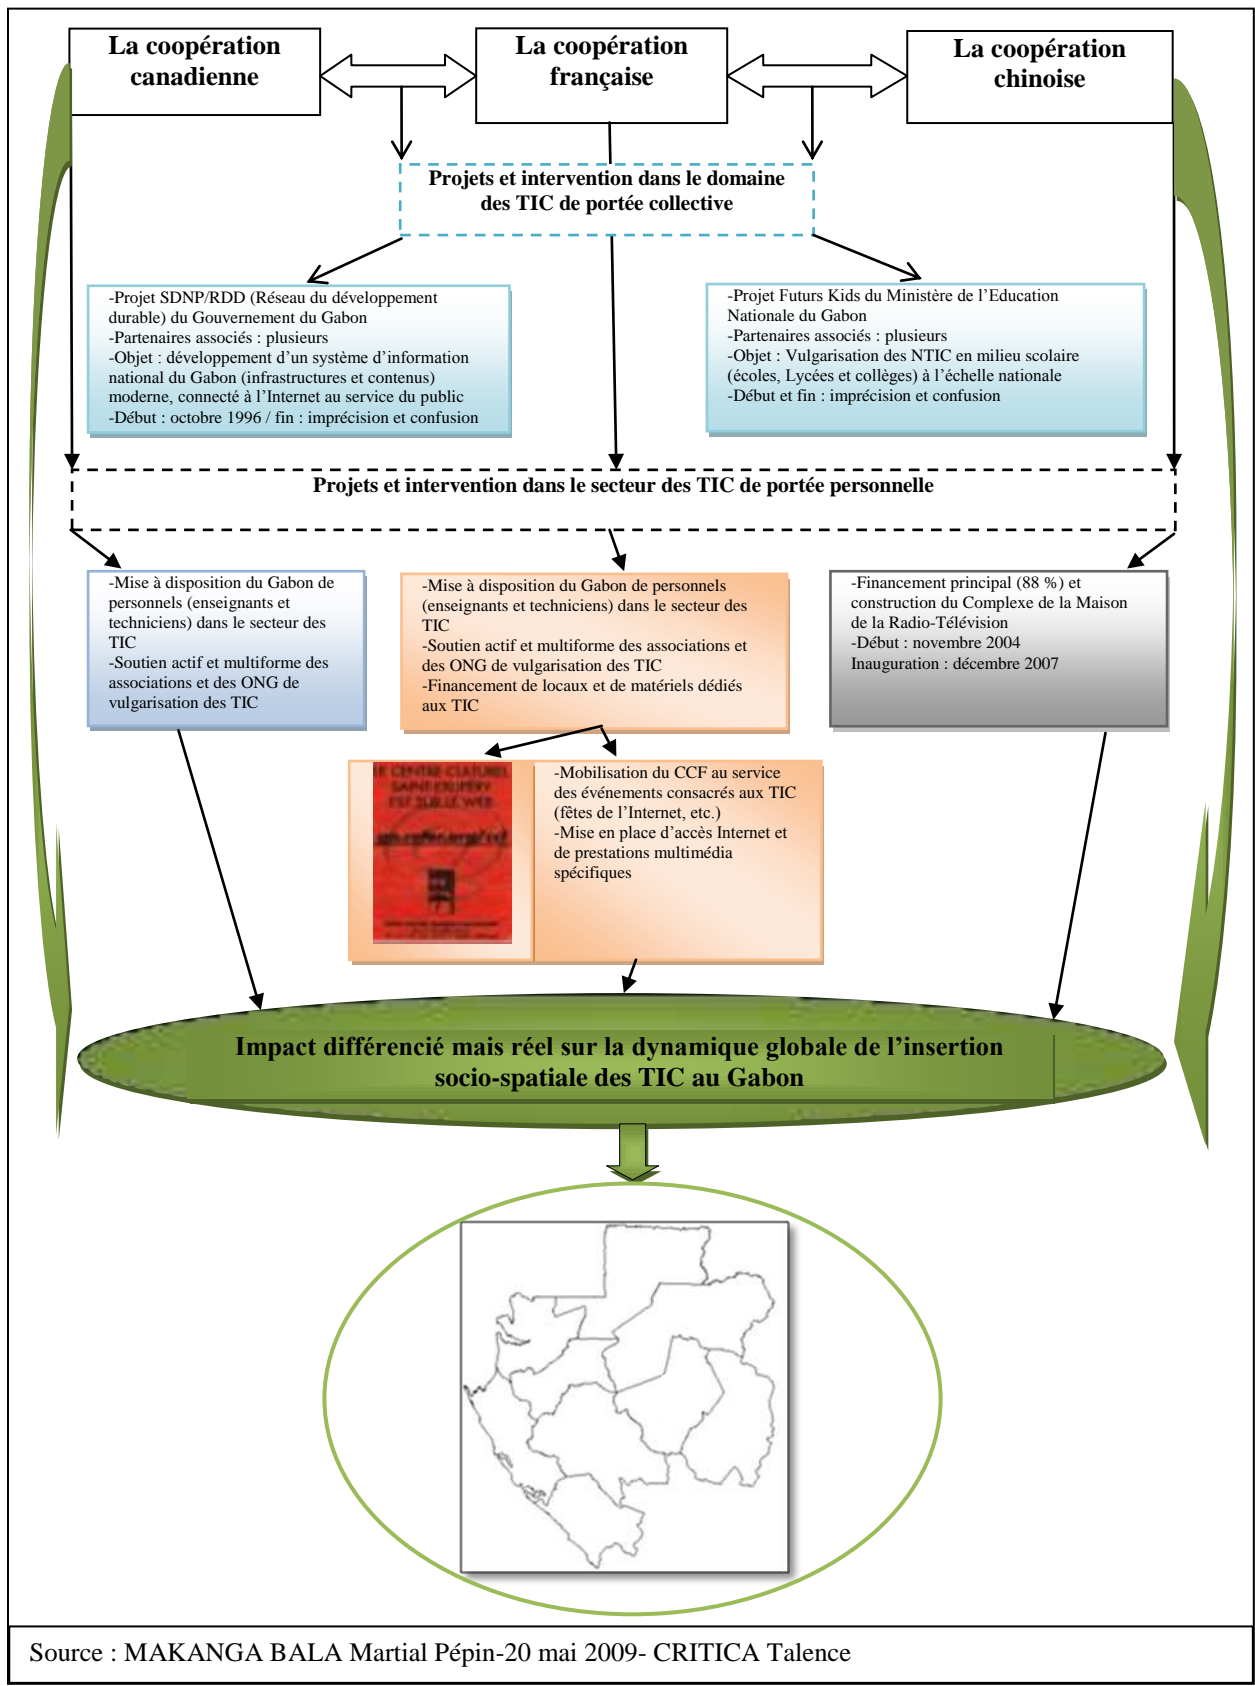 La coopération
canadienne
La coopération
française
La coopération
chinoise
Projets et intervention dans le domaine
des TIC de portée collective
-Projet SDNP/RDD (Réseau du développement
durable) du Gouvernement du Gabon
-Partenaires associés : plusieurs
-Objet : développement d’un système d’information
national du Gabon (infrastructures et contenus)
moderne, connecté à l’Internet au service du public
-Début : octobre 1996 / fin : imprécision et confusion
-Projet Futurs Kids du Ministère de l’Education
Nationale du Gabon
-Partenaires associés : plusieurs
-Objet : Vulgarisation des NTIC en milieu scolaire
(écoles, Lycées et collèges) à l’échelle nationale
-Début et fin : imprécision et confusion
Projets et intervention dans le secteur des TIC de portée personnelle
-Mise à disposition du Gabon de
personnels (enseignants et
techniciens) dans le secteur des
TIC
-Soutien actif et multiforme des
associations et des ONG de
vulgarisation des TIC
-Mise à disposition du Gabon de personnels
(enseignants et techniciens) dans le secteur des
TIC
-Soutien actif et multiforme des associations et
des ONG de vulgarisation des TIC
-Financement de locaux et de matériels dédiés
aux TIC
-Financement principal (88 %) et
construction du Complexe de la Maison
de la Radio-Télévision
-Début : novembre 2004
Inauguration : décembre 2007
LE CENTRE CULTUREL
SAINT-EXUPERY
EST SUR LE WEB
-Mobilisation du CCF au service
des événements consacrés aux TIC
(fêtes de l’Internet, etc.)
-Mise en place d’accès Internet et
de prestations multimédia
spécifiques
Impact différencié mais réel sur la dynamique globale de l’insertion
socio-spatiale des TIC au Gabon
Source : MAKANGA BALA Martial Pépin-20 mai 2009- CRITICA Talence